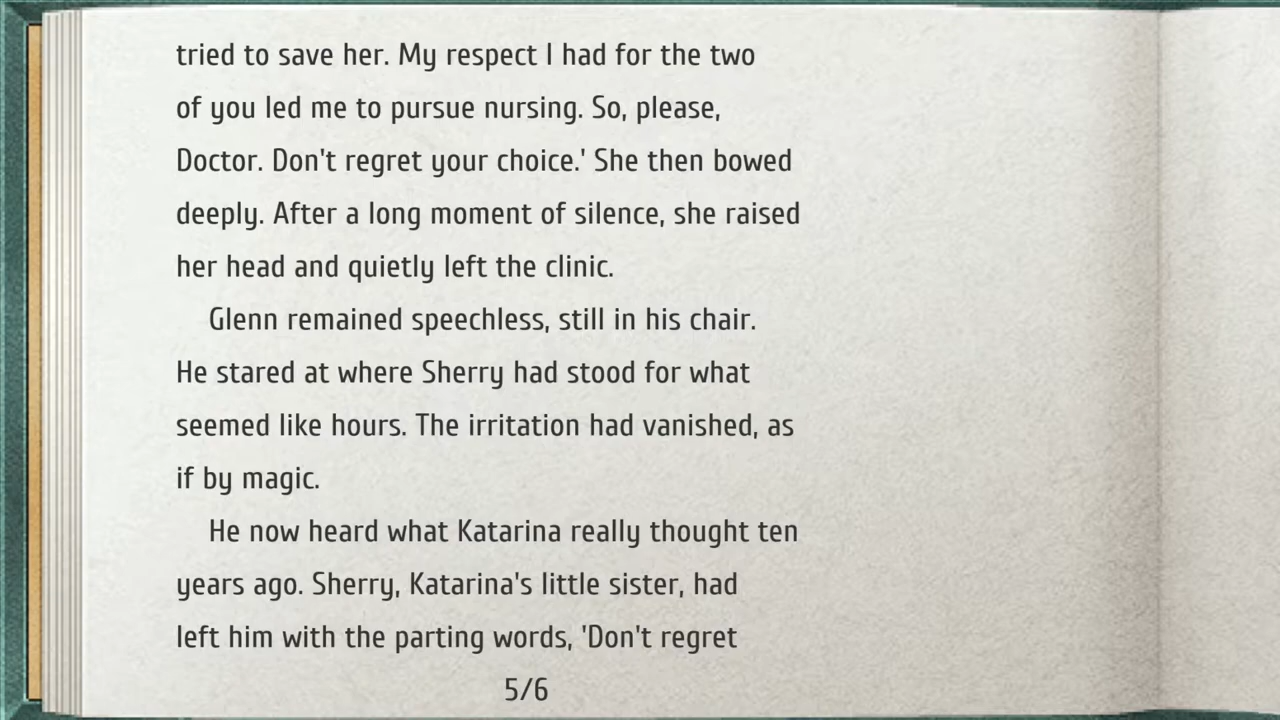 tried to save her. My respect I had for the two
of you led me to pursue nursing. So, please,
Doctor. Don't regret your choice.' She then bowed
deeply. After a long moment of silence, she raised
her head and quietly left the clinic.
Glenn remained speechless, still in his chair.
He stared at where Sherry had stood for what
seemed like hours. The irritation had vanished, as
if by magic.
He now heard what Katarina really thought ten
years ago. Sherry, Katarina's little sister, had
left him with the parting words, 'Don't regret
5/6